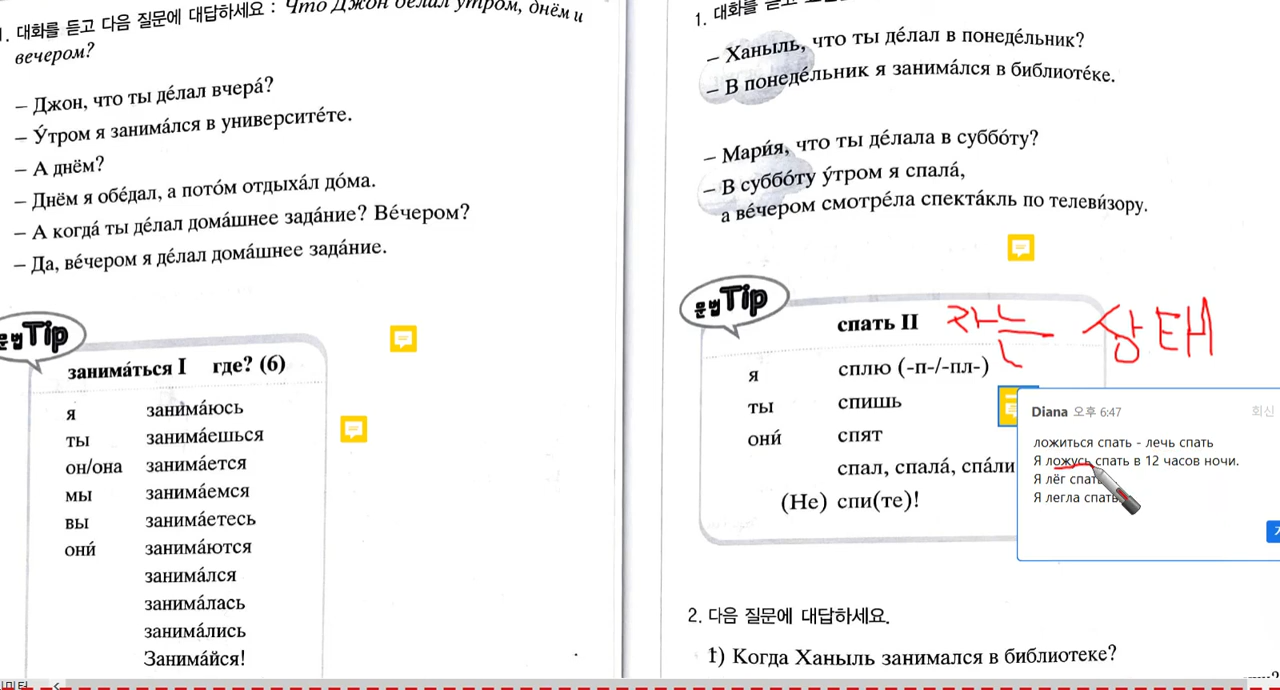 1. 대화를 듣고 다음 질문에 대답하세요 : Что Джон делал утром, днём и
вечером?
– Джон, что ты де́лал вчера́?
– У́тром я занима́лся в университе́те.
– А днём?
– Днём я обе́дал, а пото́м отдыха́л до́ма.
– А когда́ ты де́лал дома́шнее зада́ние? Ве́чером?
– Да, ве́чером я де́лал дома́шнее зада́ние.
문법 Tip
занима́ться I где? (6)
я занима́юсь
ты занима́ешься
он/она занима́ется
мы занима́емся
вы занима́етесь
они́ занима́ются
занима́лся
занима́лась
занима́лись
Занима́йся!
1. 대화를 듣고
– Ханыль, что ты де́лал в понеде́льник?
– В понеде́льник я занима́лся в библиоте́ке.
– Мари́я, что ты де́лала в суббо́ту?
– В суббо́ту у́тром я спала́,
а ве́чером смотре́ла спекта́кль по телеви́зору.
문법 Tip
спать II 자는 상태
я сплю (-п-/-пл-)
ты спишь
они́ спят
спал, спала́, спа́ли
(Не) спи(те)!
Diana 오후 6:47 회신
ложиться спать - лечь спать
Я ложусь спать в 12 часов ночи.
Я лёг спать
Я легла спать
2. 다음 질문에 대답하세요.
1) Когда Ханыль занимался в библиотеке?